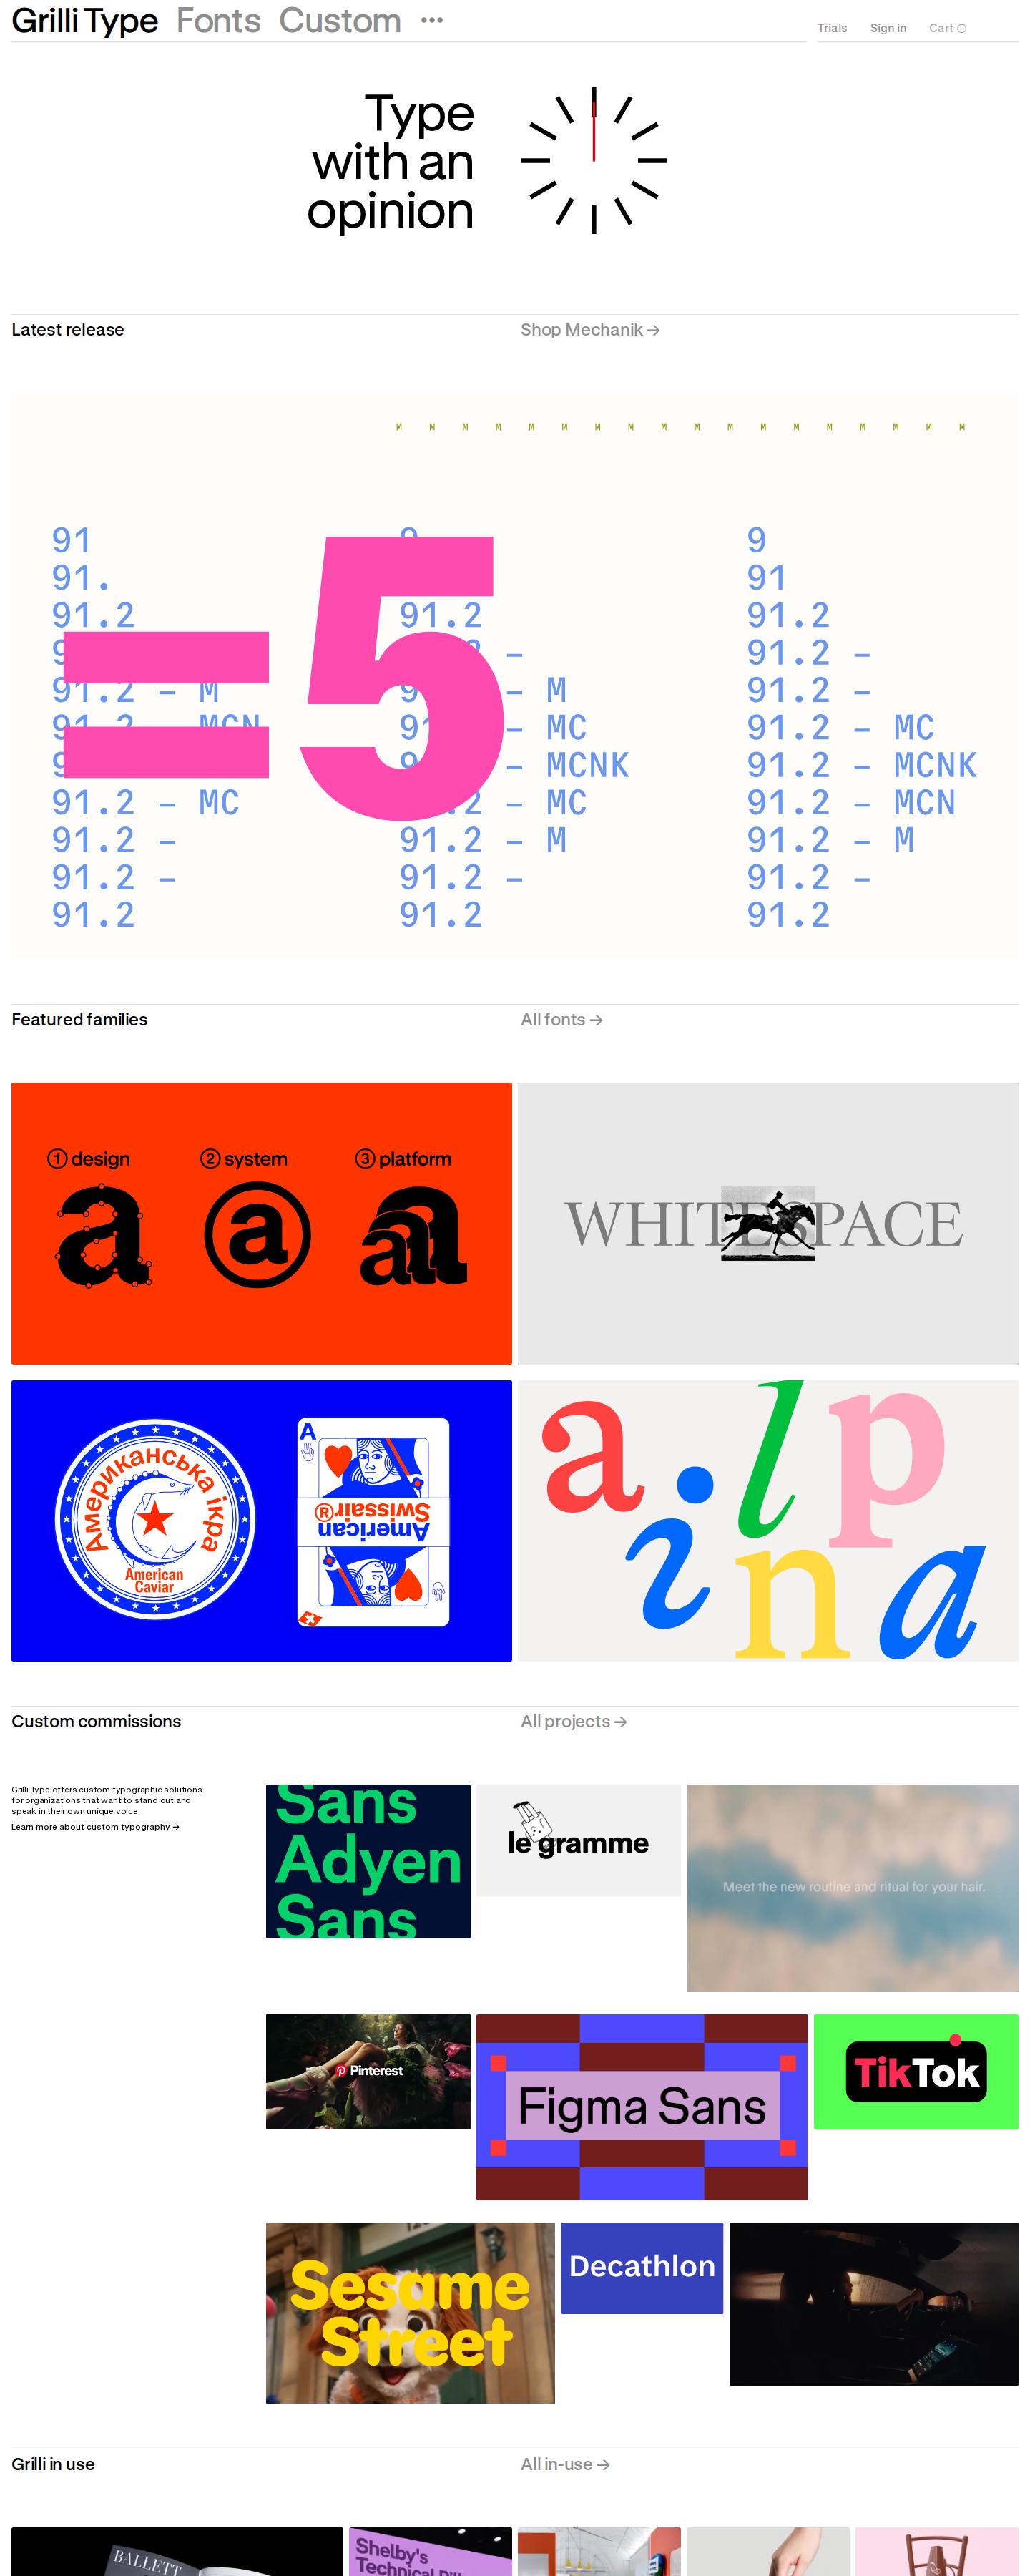 Grilli Type Fonts Custom •••
Trials Sign in Cart
Type
with an
opinion
Latest release
Shop Mechanik →
M M M M M M M M M M M M M M M M M M
91
91.
91.2
91.2 – M
MCN
91.2 – MC
91.2 –
91.2 –
91.2
=5
91.2
–
– M
– MC
– MCNK
– MC
91.2 – M
91.2 –
91.2
9
91
91.2
91.2 –
91.2 –
91.2 – MC
91.2 – MCNK
91.2 – MCN
91.2 – M
91.2 –
91.2
Featured families
All fonts →
① design
② system
③ platform
a
a
aaa
WHITESPACE
Американська ікра
American
Caviar
A
Swissair®
American
alpina
Custom commissions
All projects →
Grilli Type offers custom typographic solutions
for organizations that want to stand out and
speak in their own unique voice.
Learn more about custom typography →
Sans
Adyen
Sans
le gramme
Meet the new routine and ritual for your hair.
Pinterest
Figma Sans
TikTok
Sesame
Street
Decathlon
Grilli in use
All in-use →
BALLETT
Shelby's